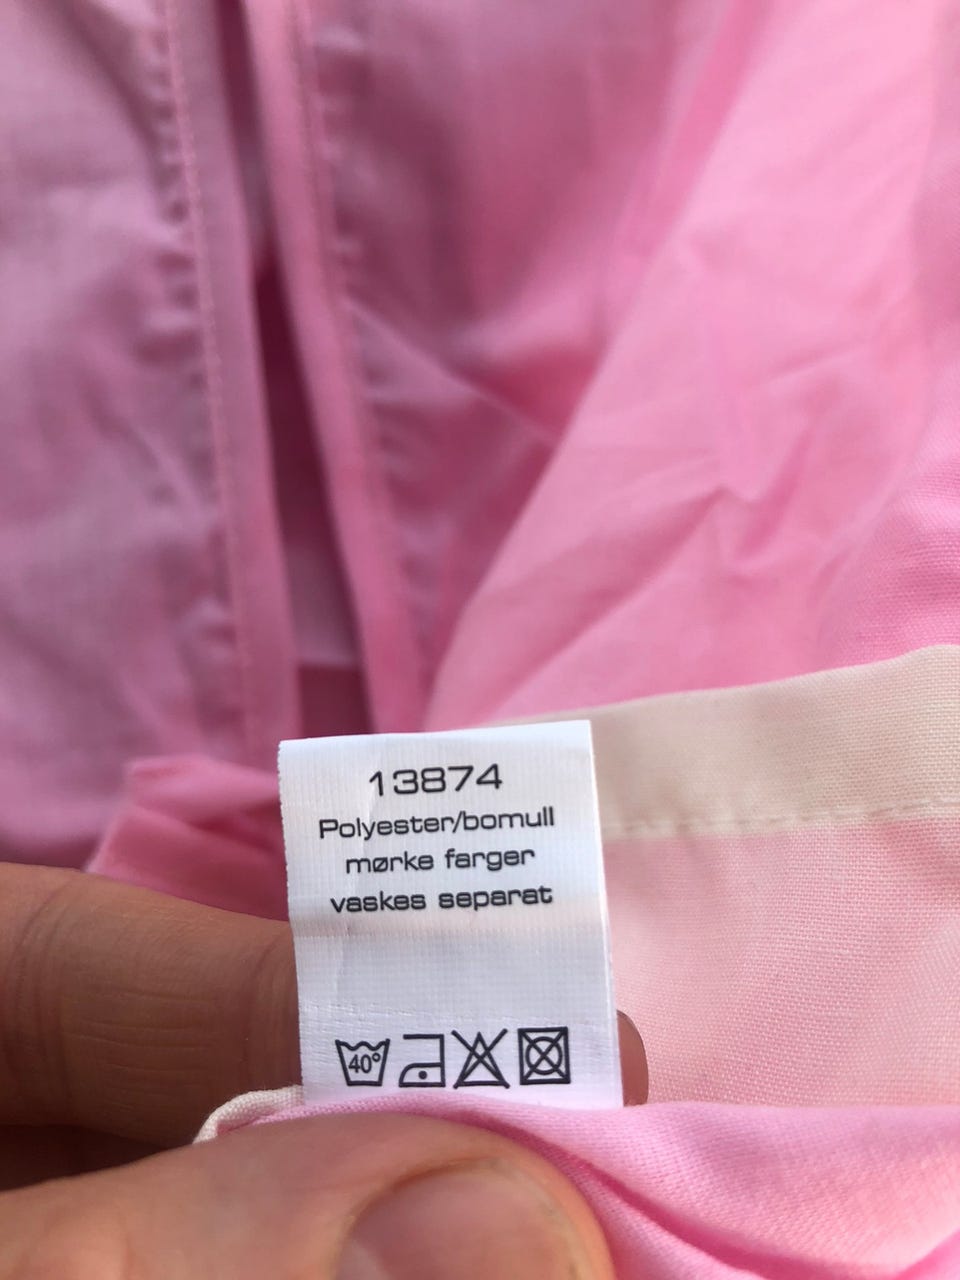 13874
Polyester/bomull
mørke farger
vaskes separat
40°